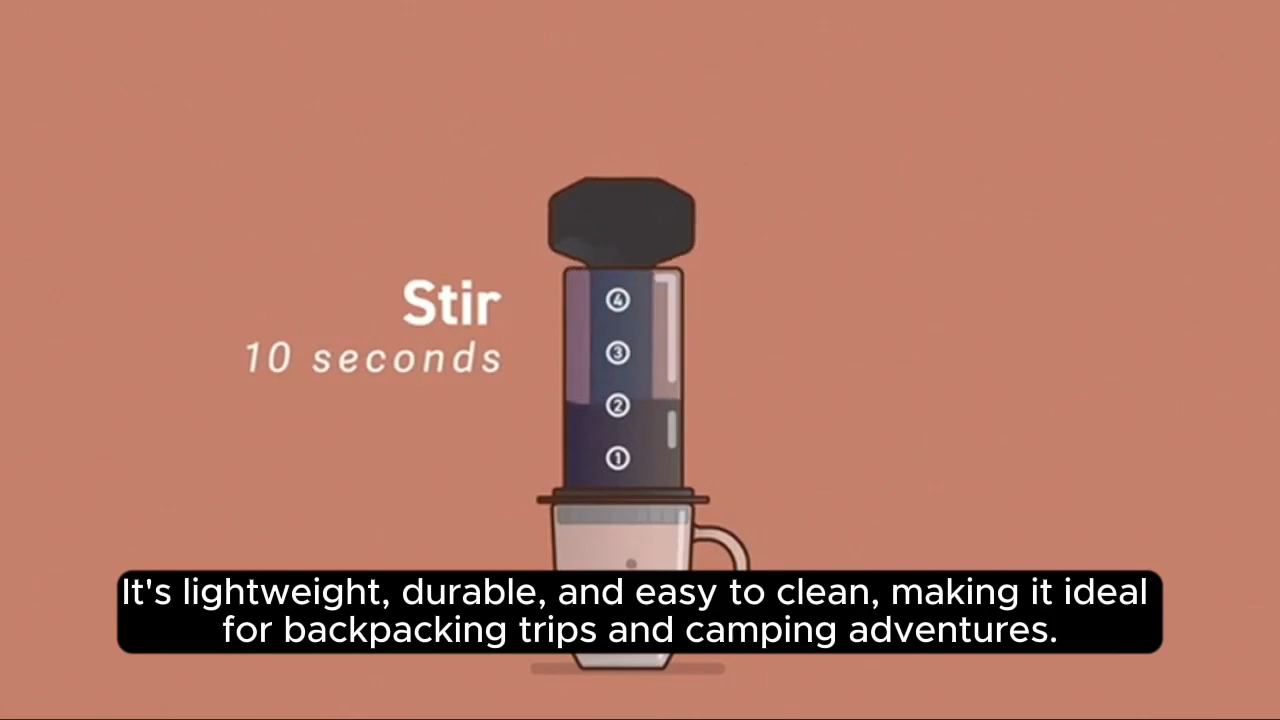 Stir
10 seconds
④
③
②
①
It's lightweight, durable, and easy to clean, making it ideal
for backpacking trips and camping adventures.